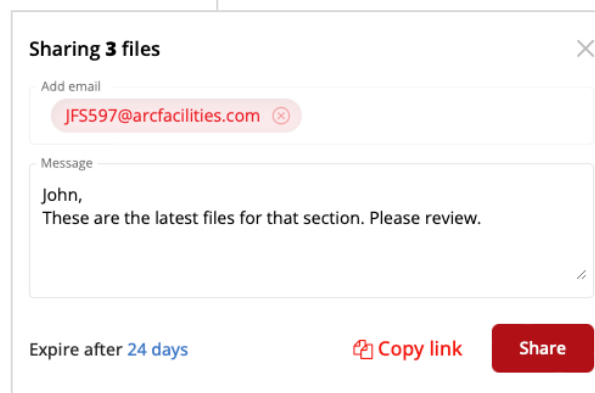 Sharing 3 files
Add email
JFS597@arcfacilities.com
Message
John,
These are the latest files for that section. Please review.
Expire after 24 days
Copy link
Share